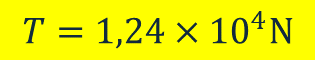 T = 1,24 × 10⁴N